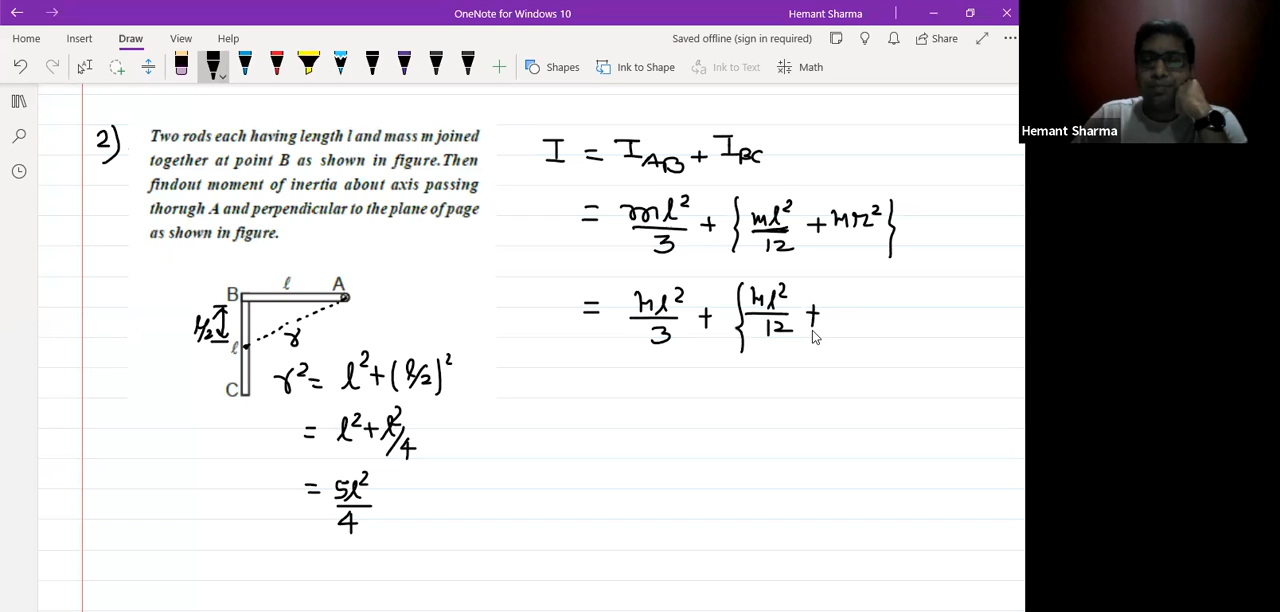 OneNote for Windows 10
Hemant Sharma
Home Insert Draw View Help
Saved offline (sign in required)
Share
Shapes
Ink to Shape
Ink to Text
Math
Hemant Sharma
2)
Two rods each having length l and mass m joined
together at point B as shown in figure.Then
findout moment of inertia about axis passing
thorugh A and perpendicular to the plane of page
as shown in figure.
B ℓ A
l/2
ℓ
r
C
r² = l² + (l/2)²
= l² + l²/4
= 5l²/4
I = I_AB + I_BC
= ml²/3 + {ml²/12 + mr²}
= ml²/3 + {ml²/12 +